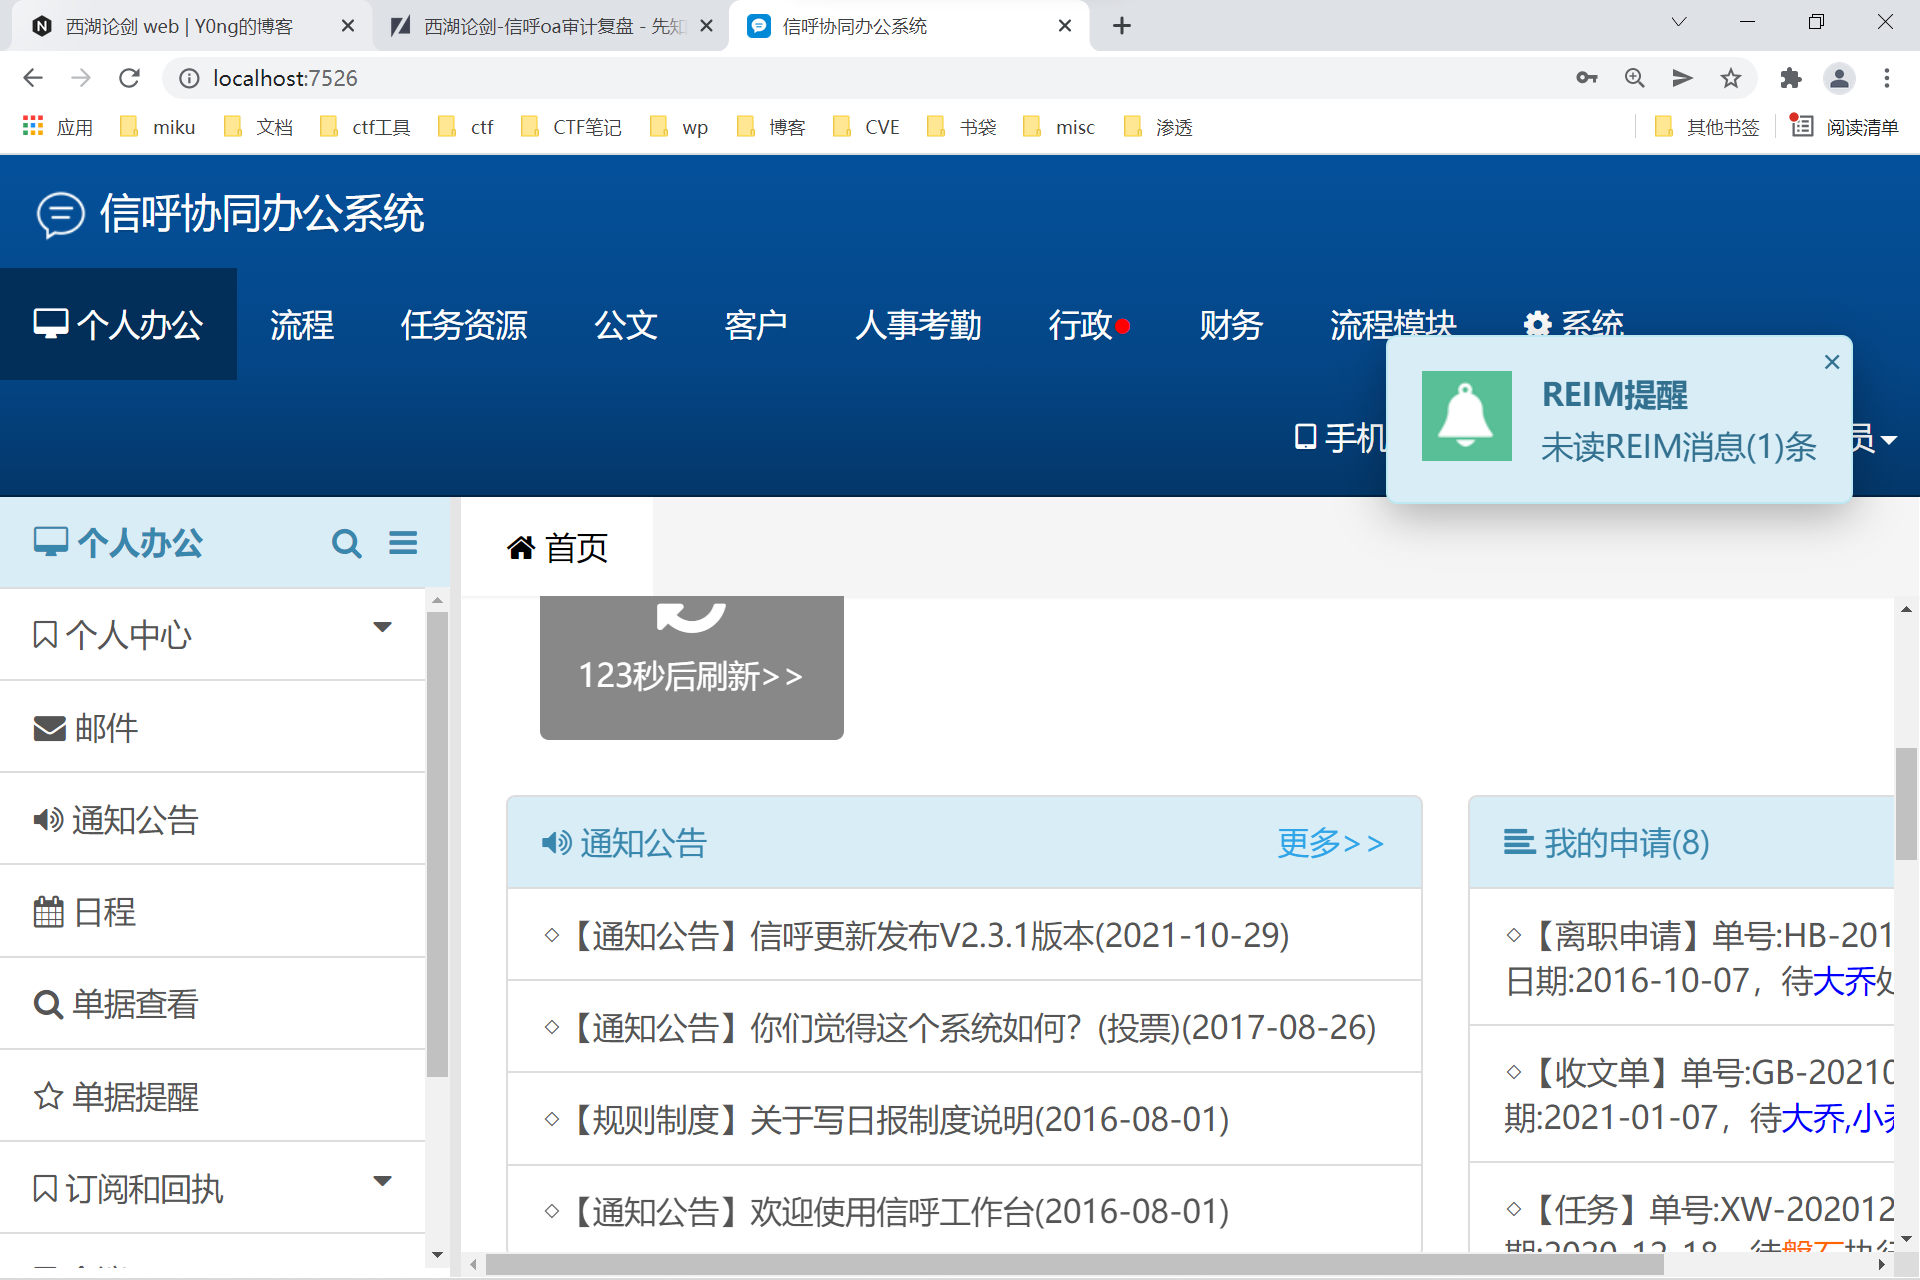 西湖论剑 web | Y0ng的博客
西湖论剑-信呼oa审计复盘 - 先知
信呼协同办公系统
localhost:7526
应用
miku
文档
ctf工具
ctf
CTF笔记
wp
博客
CVE
书袋
misc
渗透
其他书签
阅读清单
信呼协同办公系统
个人办公
流程
任务资源
公文
客户
人事考勤
行政
财务
流程模块
系统
手机
员
REIM提醒
未读REIM消息(1)条
个人办公
首页
个人中心
邮件
通知公告
日程
单据查看
单据提醒
订阅和回执
123秒后刷新>>
通知公告
更多>>
◇【通知公告】信呼更新发布V2.3.1版本(2021-10-29)
◇【通知公告】你们觉得这个系统如何？(投票)(2017-08-26)
◇【规则制度】关于写日报制度说明(2016-08-01)
◇【通知公告】欢迎使用信呼工作台(2016-08-01)
我的申请(8)
◇【离职申请】单号:HB-201
日期:2016-10-07，待大乔处
◇【收文单】单号:GB-20210
期:2021-01-07，待大乔,小乔
◇【任务】单号:XW-202012
期:2020-12-18，待磐石执行